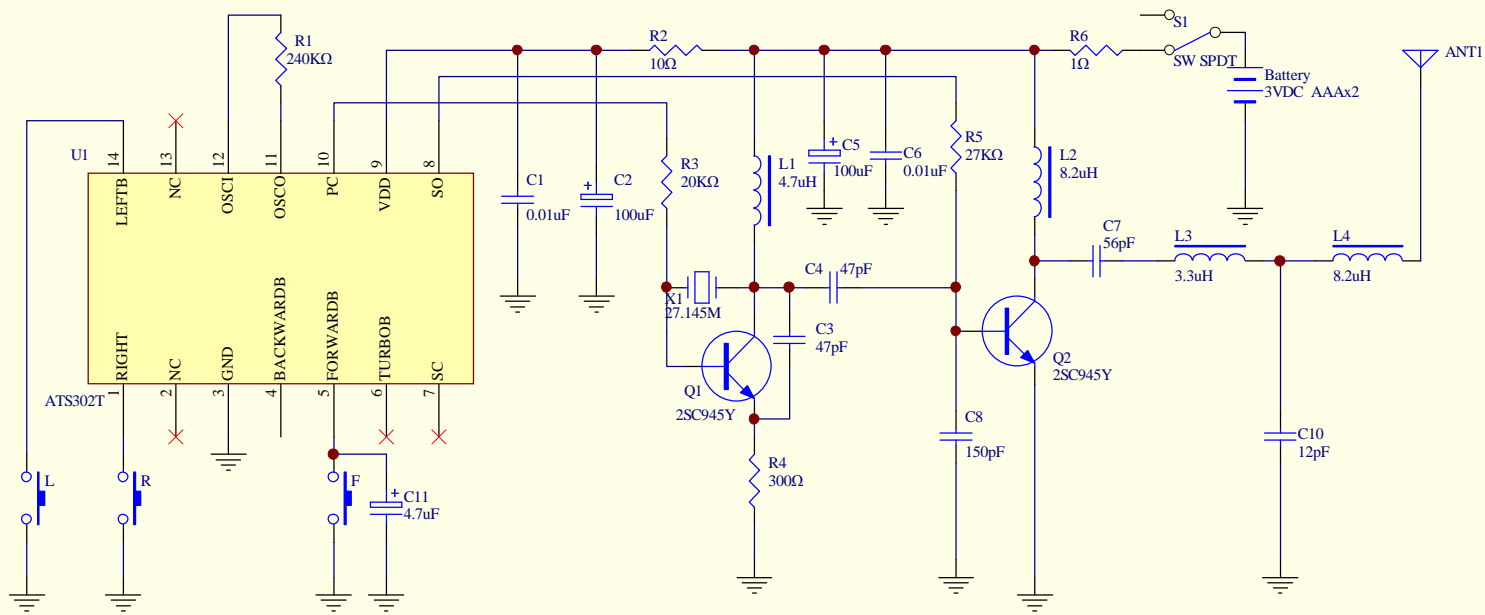 R1
240KΩ
R2
10Ω
R6
1Ω
S1
SW SPDT
Battery
3VDC AAAx2
ANT1
U1
14
13
12
11
10
9
8
LEFTB
NC
OSCI
OSCO
PC
VDD
SO
C1
0.01uF
C2
100uF
R3
20KΩ
L1
4.7uH
C5
100uF
C6
0.01uF
R5
27KΩ
L2
8.2uH
C7
56pF
L3
3.3uH
L4
8.2uH
C4
47pF
X1
27.145M
C3
47pF
Q1
2SC945Y
Q2
2SC945Y
RIGHT
NC
GND
BACKWARDB
FORWARDB
TURBOB
SC
1
2
3
4
5
6
7
ATS302T
C8
150pF
C10
12pF
R4
300Ω
L
R
F
C11
4.7uF